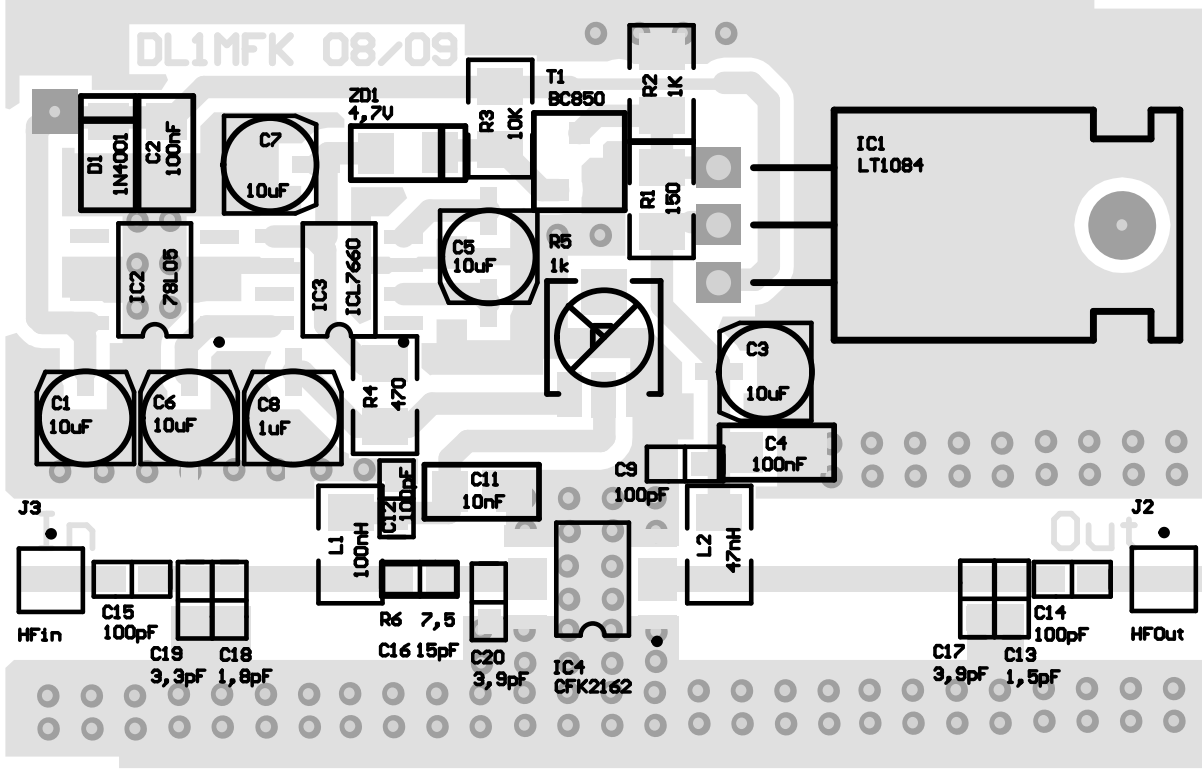 DL1MFK 08/09
D1
1N4001
C2
100nF
C7
10uF
ZD1
4,7V
R3
10K
T1
BC850
R2
1K
R1
150
IC1
LT1084
IC2
78L05
IC3
ICL7660
C5
10uF
R5
1k
C3
10uF
C1
10uF
C6
10uF
C8
1uF
R4
470
C4
100nF
C9
100pF
C11
10nF
C12
100pF
L1
100nH
L2
47nH
J3
In
HFin
C15
100pF
C19
3,3pF
C18
1,8pF
R6 7,5
C16 15pF
C20
3,9pF
IC4
CFK2162
J2
Out
HFOut
C14
100pF
C17
3,9pF
C13
1,5pF